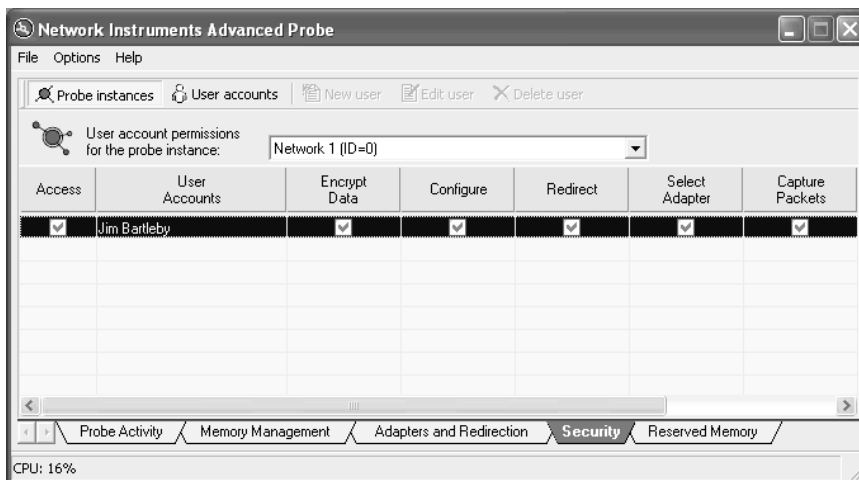 Network Instruments Advanced Probe
File Options Help
Probe instances User accounts New user Edit user Delete user
User account permissions
for the probe instance:
Network 1 (ID=0)
Access User Accounts Encrypt Data Configure Redirect Select Adapter Capture Packets
Jim Bartleby
Probe Activity Memory Management Adapters and Redirection Security Reserved Memory
CPU: 16%